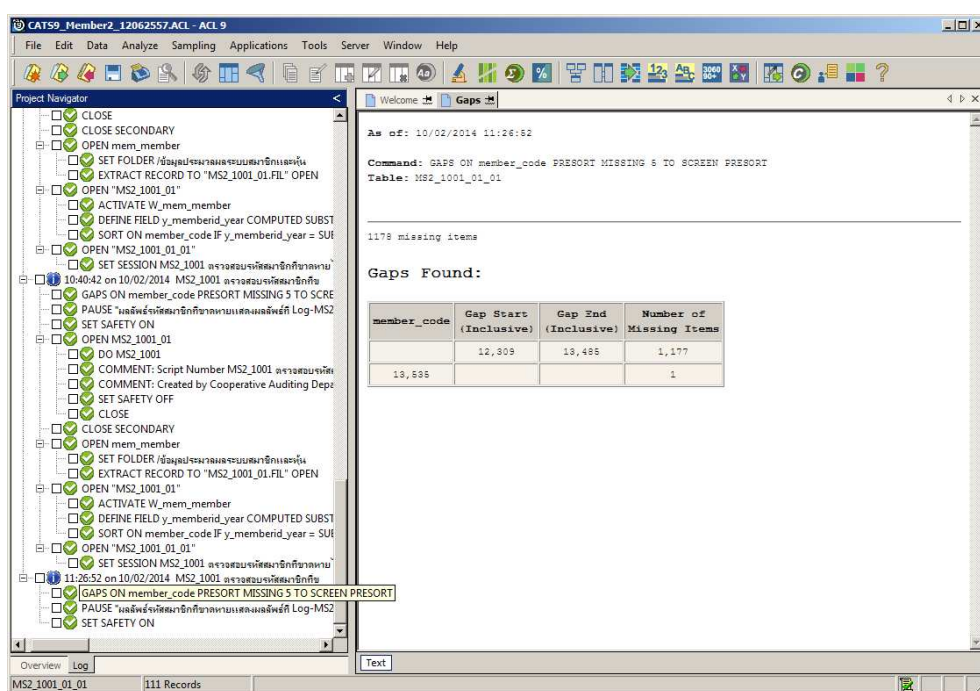 CATS9_Member2_12062557.ACL - ACL 9
File Edit Data Analyze Sampling Applications Tools Server Window Help
Project Navigator
CLOSE
CLOSE SECONDARY
OPEN mem_member
SET FOLDER /ข้อมูลประมวลผลระบบสมาชิกและหุ้น
EXTRACT RECORD TO "MS2_1001_01.FIL" OPEN
OPEN "MS2_1001_01"
ACTIVATE W_mem_member
DEFINE FIELD y_memberid_year COMPUTED SUBST
SORT ON member_code IF y_memberid_year = SUB
OPEN "MS2_1001_01_01"
SET SESSION MS2_1001 ตรวจสอบรหัสสมาชิกที่ขาดหาย
10:40:42 on 10/02/2014 MS2_1001 ตรวจสอบรหัสสมาชิกที่ข
GAPS ON member_code PRESORT MISSING 5 TO SCRE
PAUSE "ผลลัพธ์รหัสสมาชิกที่ขาดหายแสดงผลลัพธ์ที่ Log-MS2
SET SAFETY ON
OPEN MS2_1001_01
DO MS2_1001
COMMENT: Script Number MS2_1001 ตรวจสอบรหัส
COMMENT: Created by Cooperative Auditing Depa
SET SAFETY OFF
CLOSE
CLOSE SECONDARY
OPEN mem_member
SET FOLDER /ข้อมูลประมวลผลระบบสมาชิกและหุ้น
EXTRACT RECORD TO "MS2_1001_01.FIL" OPEN
OPEN "MS2_1001_01"
ACTIVATE W_mem_member
DEFINE FIELD y_memberid_year COMPUTED SUBST
SORT ON member_code IF y_memberid_year = SUB
OPEN "MS2_1001_01_01"
SET SESSION MS2_1001 ตรวจสอบรหัสสมาชิกที่ขาดหาย
11:26:52 on 10/02/2014 MS2_1001 ตรวจสอบรหัสสมาชิกที่ข
GAPS ON member_code PRESORT MISSING 5 TO SCREEN PRESORT
PAUSE "ผลลัพธ์รหัสสมาชิกที่ขาดหายแสดงผลลัพธ์ที่ Log-MS2
SET SAFETY ON
Overview Log
MS2_1001_01_01 111 Records
Welcome Gaps
As of: 10/02/2014 11:26:52
Command: GAPS ON member_code PRESORT MISSING 5 TO SCREEN PRESORT
Table: MS2_1001_01_01
1178 missing items
Gaps Found:
member_code Gap Start (Inclusive) Gap End (Inclusive) Number of Missing Items
12,309 13,485 1,177
13,535 1
Text